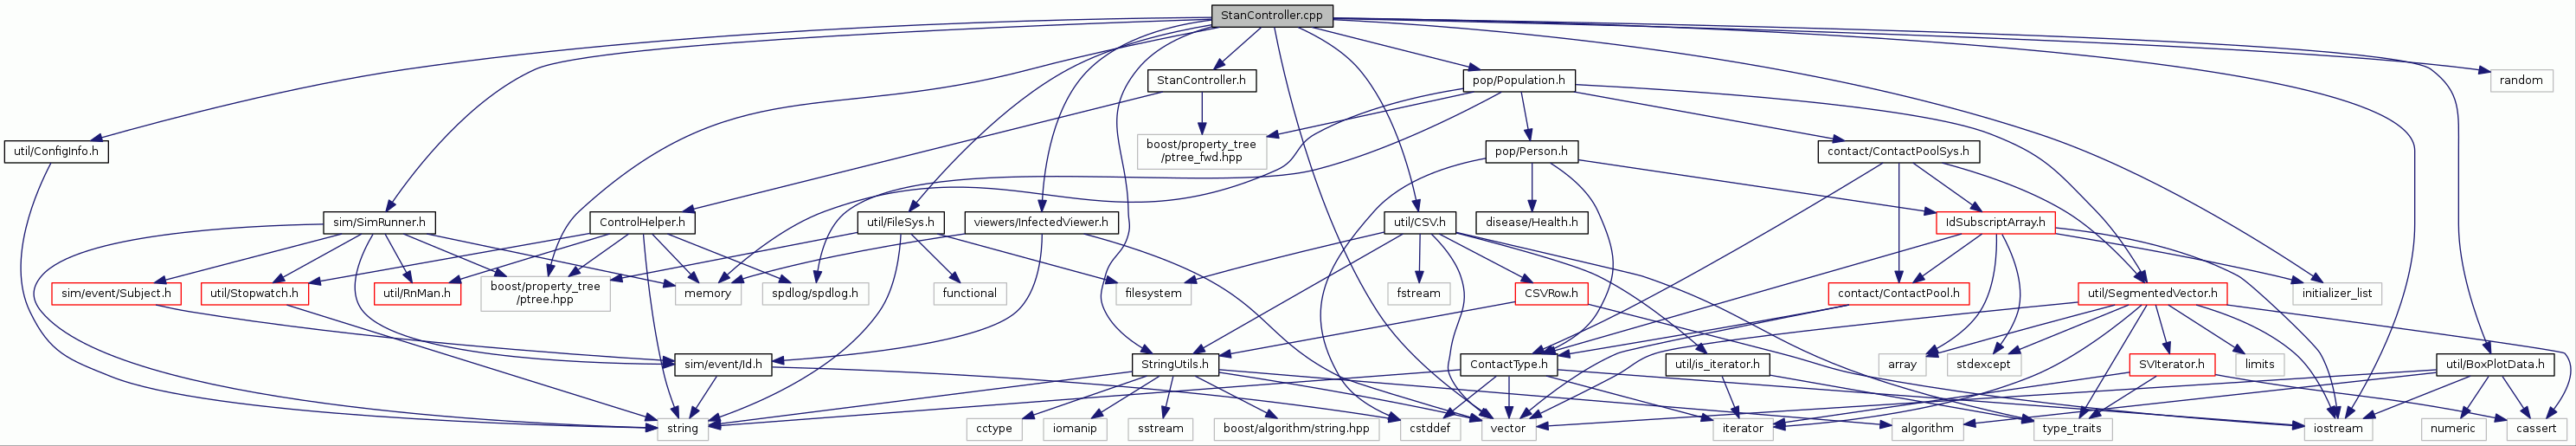 StanController.cpp
StanController.h
pop/Population.h
random
util/ConfigInfo.h
boost/property_tree
/ptree_fwd.hpp
pop/Person.h
contact/ContactPoolSys.h
sim/SimRunner.h
ControlHelper.h
util/FileSys.h
viewers/InfectedViewer.h
util/CSV.h
disease/Health.h
IdSubscriptArray.h
sim/event/Subject.h
util/Stopwatch.h
util/RnMan.h
boost/property_tree
/ptree.hpp
memory
spdlog/spdlog.h
functional
filesystem
fstream
CSVRow.h
contact/ContactPool.h
util/SegmentedVector.h
initializer_list
sim/event/Id.h
StringUtils.h
ContactType.h
util/is_iterator.h
array
stdexcept
SVIterator.h
limits
util/BoxPlotData.h
string
cctype
iomanip
sstream
boost/algorithm/string.hpp
cstddef
vector
iterator
algorithm
type_traits
iostream
numeric
cassert